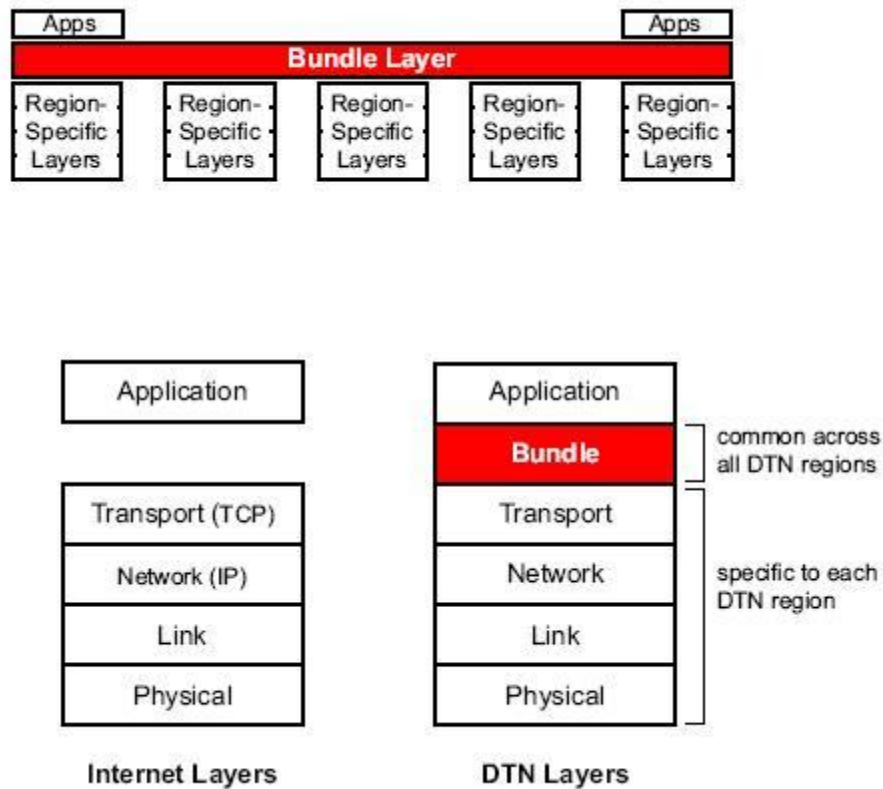 Apps
Apps
Bundle Layer
Region-
Specific
Layers
Region-
Specific
Layers
Region-
Specific
Layers
Region-
Specific
Layers
Region-
Specific
Layers
Application
Transport (TCP)
Network (IP)
Link
Physical
Internet Layers
Application
Bundle
Transport
Network
Link
Physical
DTN Layers
common across
all DTN regions
specific to each
DTN region